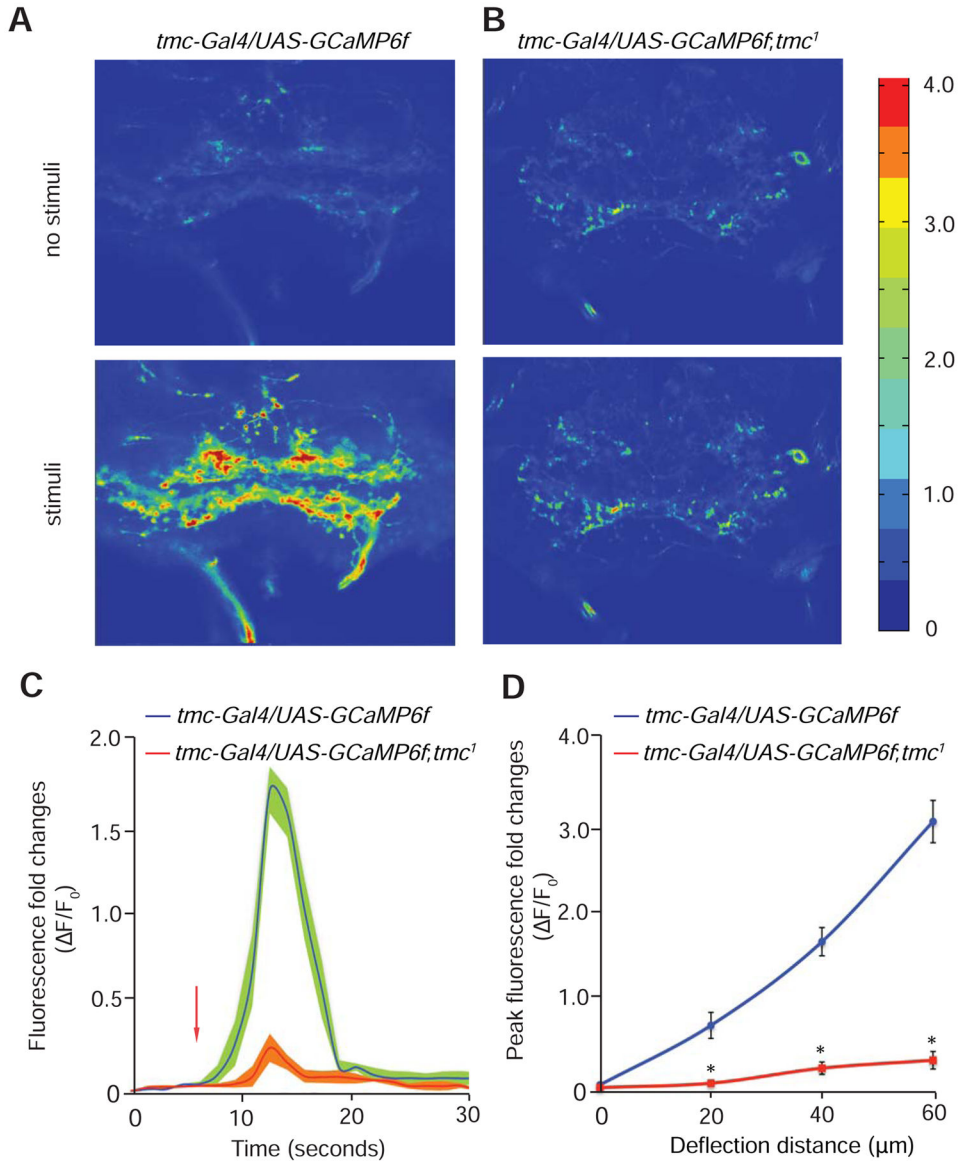 A
tmc-Gal4/UAS-GCaMP6f
B
tmc-Gal4/UAS-GCaMP6f;tmc¹
no stimuli
stimuli
4.0
3.0
2.0
1.0
0
C
tmc-Gal4/UAS-GCaMP6f
tmc-Gal4/UAS-GCaMP6f;tmc¹
Fluorescence fold changes
(ΔF/F₀)
2.0
1.5
1.0
0.5
0
0 10 20 30
Time (seconds)
D
tmc-Gal4/UAS-GCaMP6f
tmc-Gal4/UAS-GCaMP6f;tmc¹
Peak fluorescence fold changes
(ΔF/F₀)
4.0
3.0
2.0
1.0
0
* * *
0 20 40 60
Deflection distance (µm)